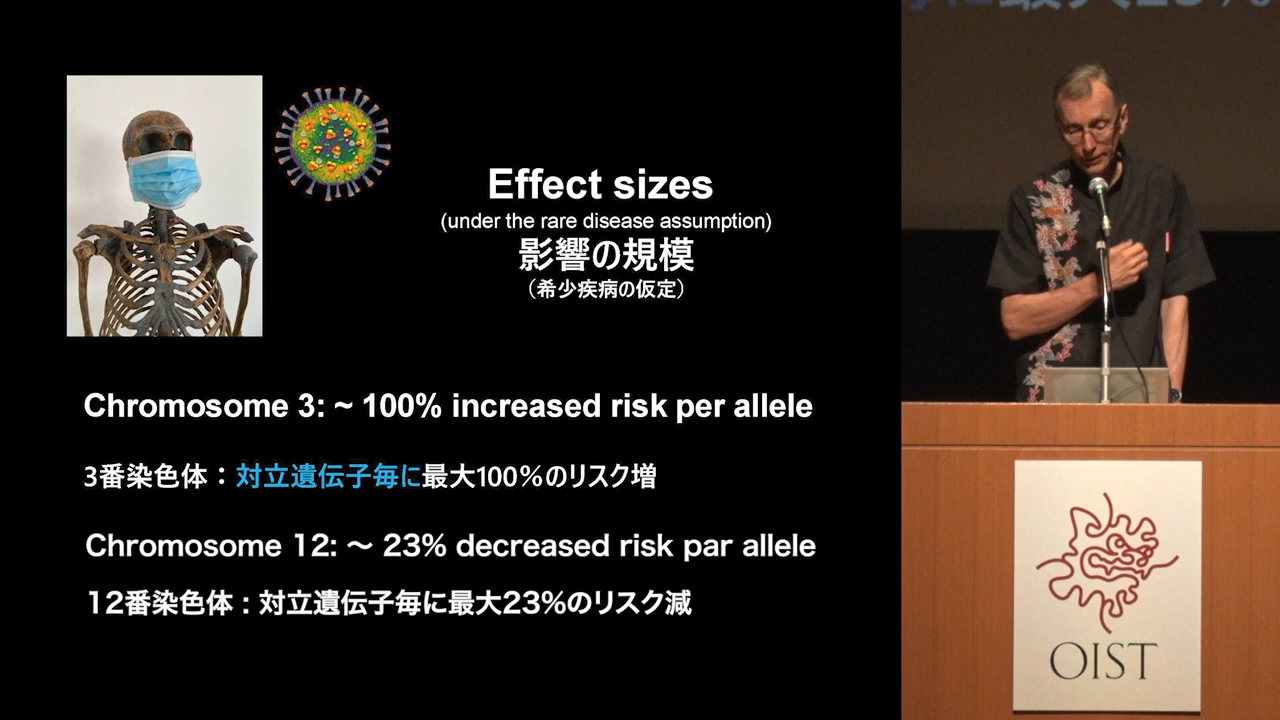 Effect sizes
(under the rare disease assumption)
影響の規模
（希少疾病の仮定）
Chromosome 3: ~ 100% increased risk per allele
3番染色体：対立遺伝子毎に最大100％のリスク増
Chromosome 12: ～ 23% decreased risk par allele
12番染色体 : 対立遺伝子毎に最大23%のリスク減
OIST